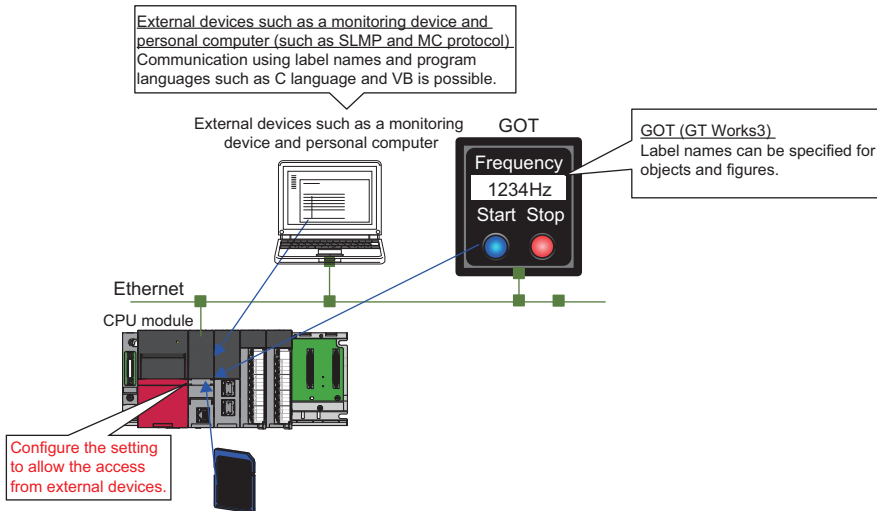 External devices such as a monitoring device and
personal computer (such as SLMP and MC protocol)
Communication using label names and program
languages such as C language and VB is possible.
External devices such as a monitoring
device and personal computer
GOT
GOT (GT Works3)
Label names can be specified for
objects and figures.
Frequency
1234Hz
Start Stop
Ethernet
CPU module
Configure the setting
to allow the access
from external devices.